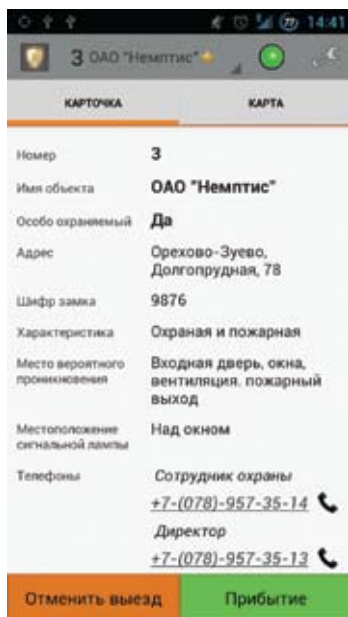 14:41
3 ОАО "Немптис"
КАРТОЧКА КАРТА
Номер 3
Имя объекта ОАО "Немптис"
Особо охраняемый Да
Адрес Орехово-Зуево,
Долгопрудная, 78
Шифр замка 9876
Характеристика Охраная и пожарная
Место вероятного Входная дверь, окна,
проникновения вентиляция. пожарный
выход
Местоположение Над окном
сигнальной лампы
Телефоны Сотрудник охраны
+7-(078)-957-35-14
Директор
+7-(078)-957-35-13
Отменить выезд Прибытие